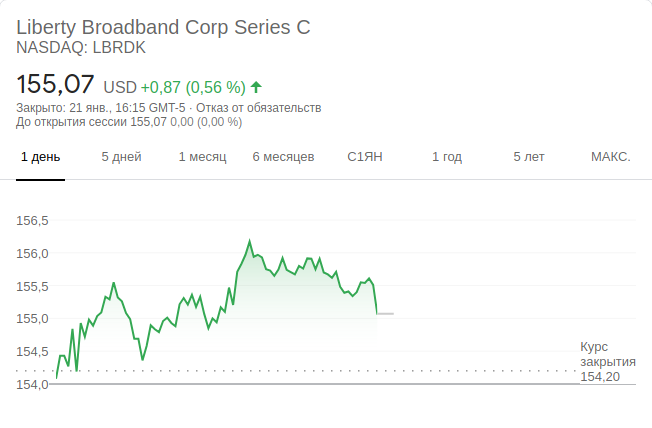 Liberty Broadband Corp Series C
NASDAQ: LBRDK
155,07 USD +0,87 (0,56 %)
Закрыто: 21 янв., 16:15 GMT-5 · Отказ от обязательств
До открытия сессии 155,07 0,00 (0,00 %)
1 день 5 дней 1 месяц 6 месяцев С1ЯН 1 год 5 лет МАКС.
156,5
156,0
155,5
155,0
154,5
154,0
Курс
закрытия
154,20